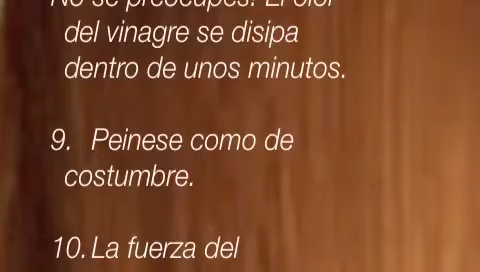 No se preocupes! El olor
del vinagre se disipa
dentro de unos minutos.
9. Peinese como de
costumbre.
10. La fuerza del